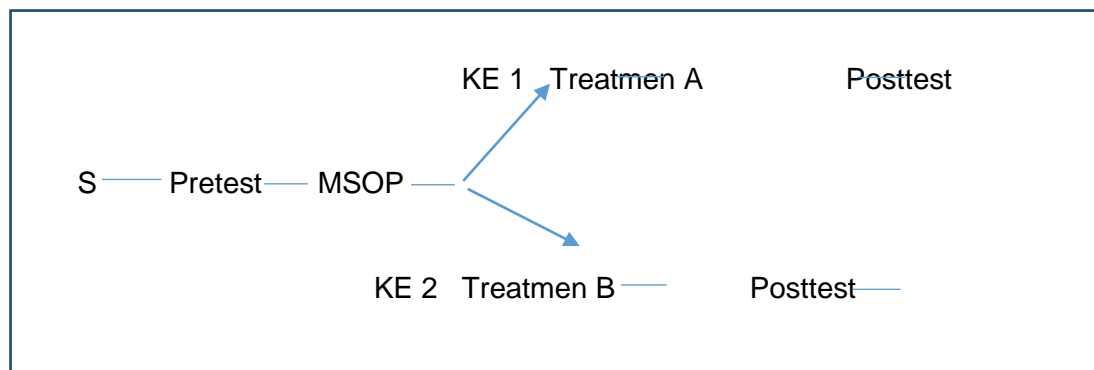 KE 1 Treatmen A Posttest
S Pretest MSOP
KE 2 Treatmen B Posttest